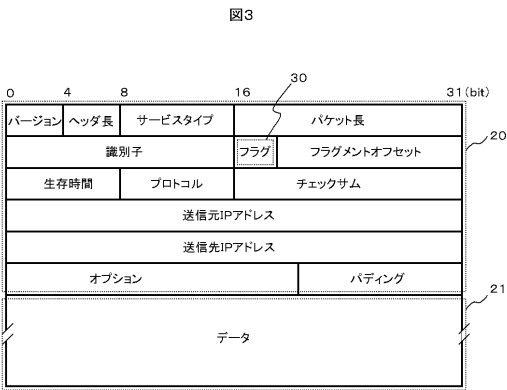 図3
0 4 8 16 30 31(bit)
バージョン ヘッダ長 サービスタイプ パケット長
20
識別子 フラグ フラグメントオフセット
生存時間 プロトコル チェックサム
送信元IPアドレス
送信先IPアドレス
オプション パディング
21
データ